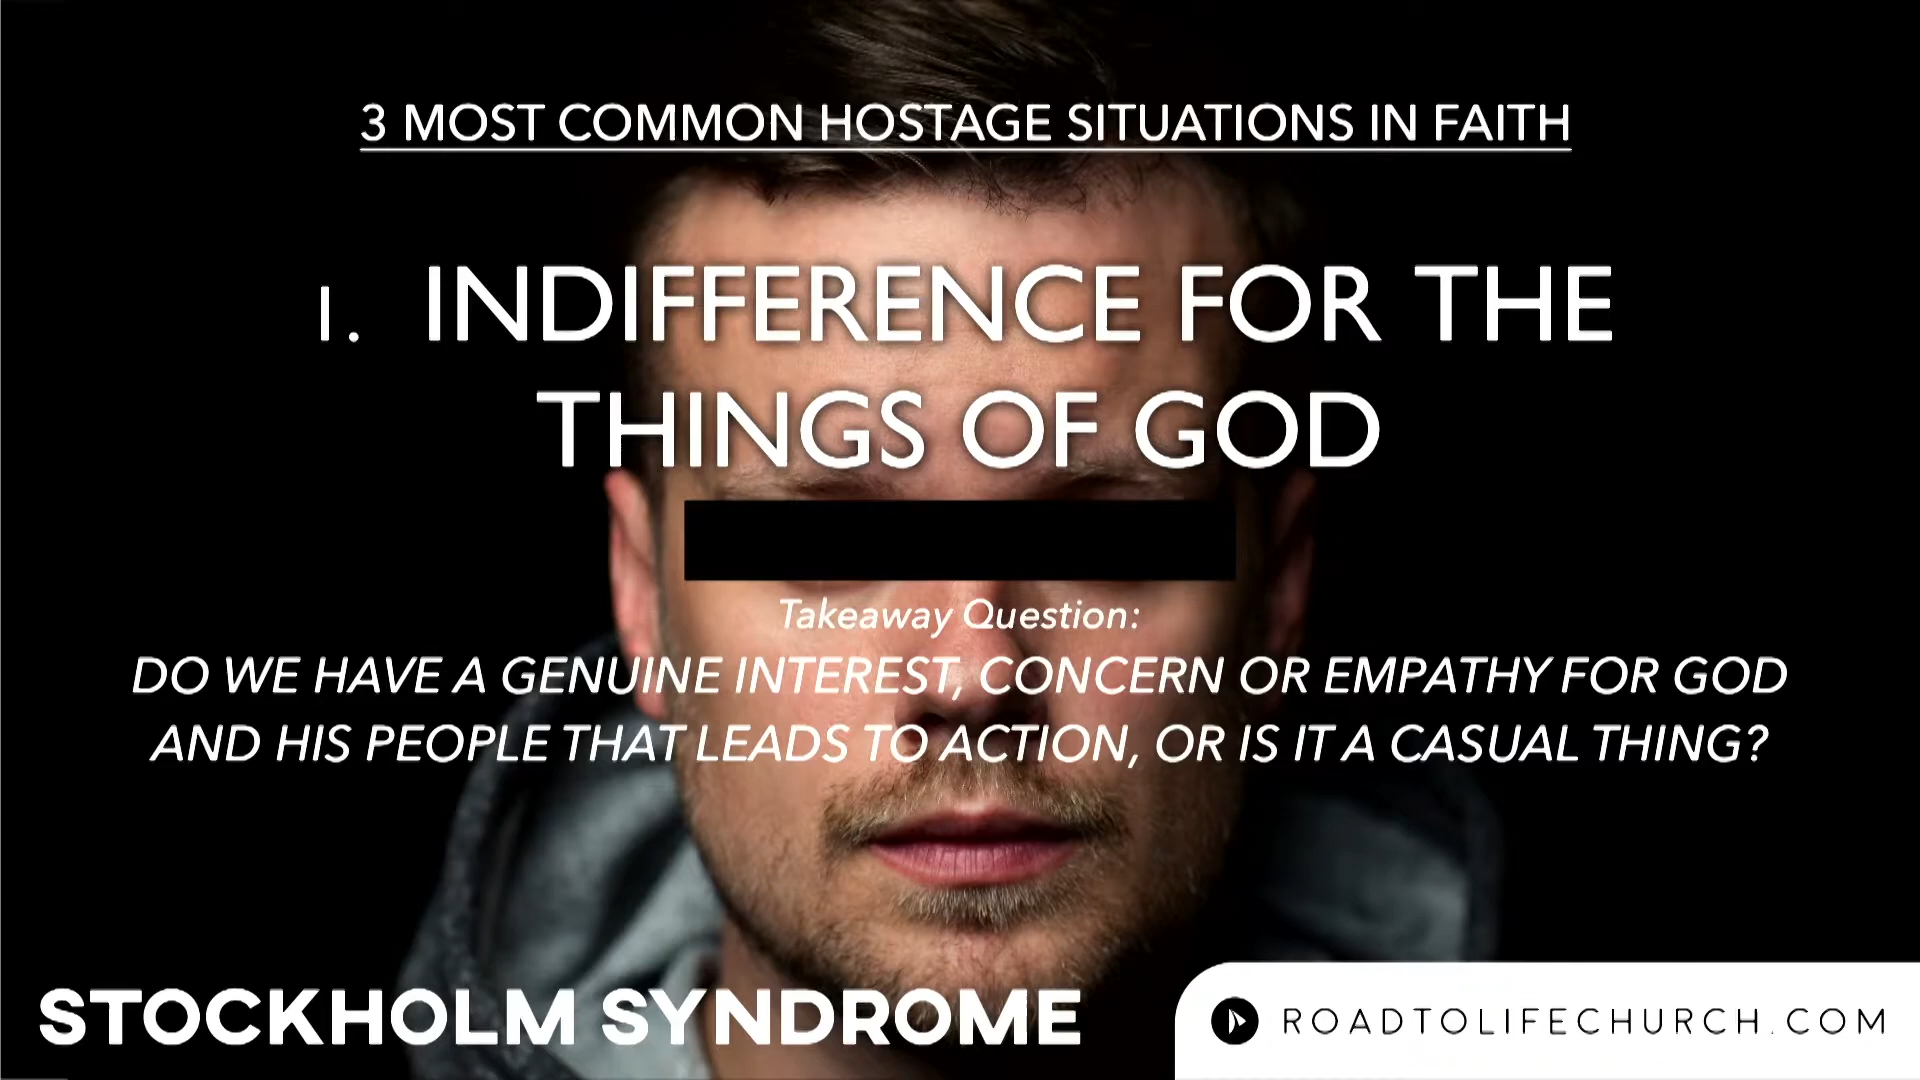 3 MOST COMMON HOSTAGE SITUATIONS IN FAITH
1. INDIFFERENCE FOR THE
THINGS OF GOD
Takeaway Question:
DO WE HAVE A GENUINE INTEREST, CONCERN OR EMPATHY FOR GOD
AND HIS PEOPLE THAT LEADS TO ACTION, OR IS IT A CASUAL THING?
STOCKHOLM SYNDROME
ROADTOLIFECHURCH.COM